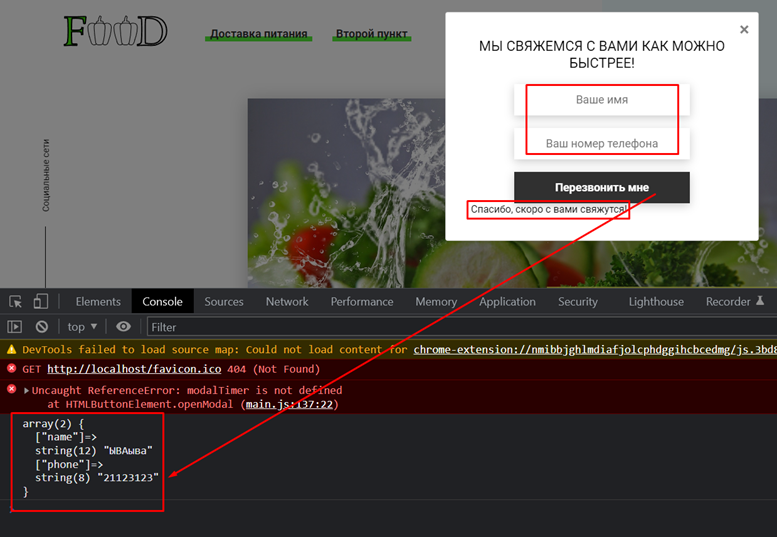 FOOD
Доставка питания
Второй пункт
Социальные сети
×
МЫ СВЯЖЕМСЯ С ВАМИ КАК МОЖНО
БЫСТРЕЕ!
Ваше имя
Ваш номер телефона
Перезвонить мне
Спасибо, скоро с вами свяжутся!
Elements Console Sources Network Performance Memory Application Security Lighthouse Recorder
top ▼ Filter
DevTools failed to load source map: Could not load content for chrome-extension://nmibbjghlmdiafjolcphdggihcbcedmg/js.3bd8
GET http://localhost/favicon.ico 404 (Not Found)
▶Uncaught ReferenceError: modalTimer is not defined
at HTMLButtonElement.openModal (main.js:137:22)
array(2) {
["name"]=>
string(12) "ЫВАыва"
["phone"]=>
string(8) "21123123"
}